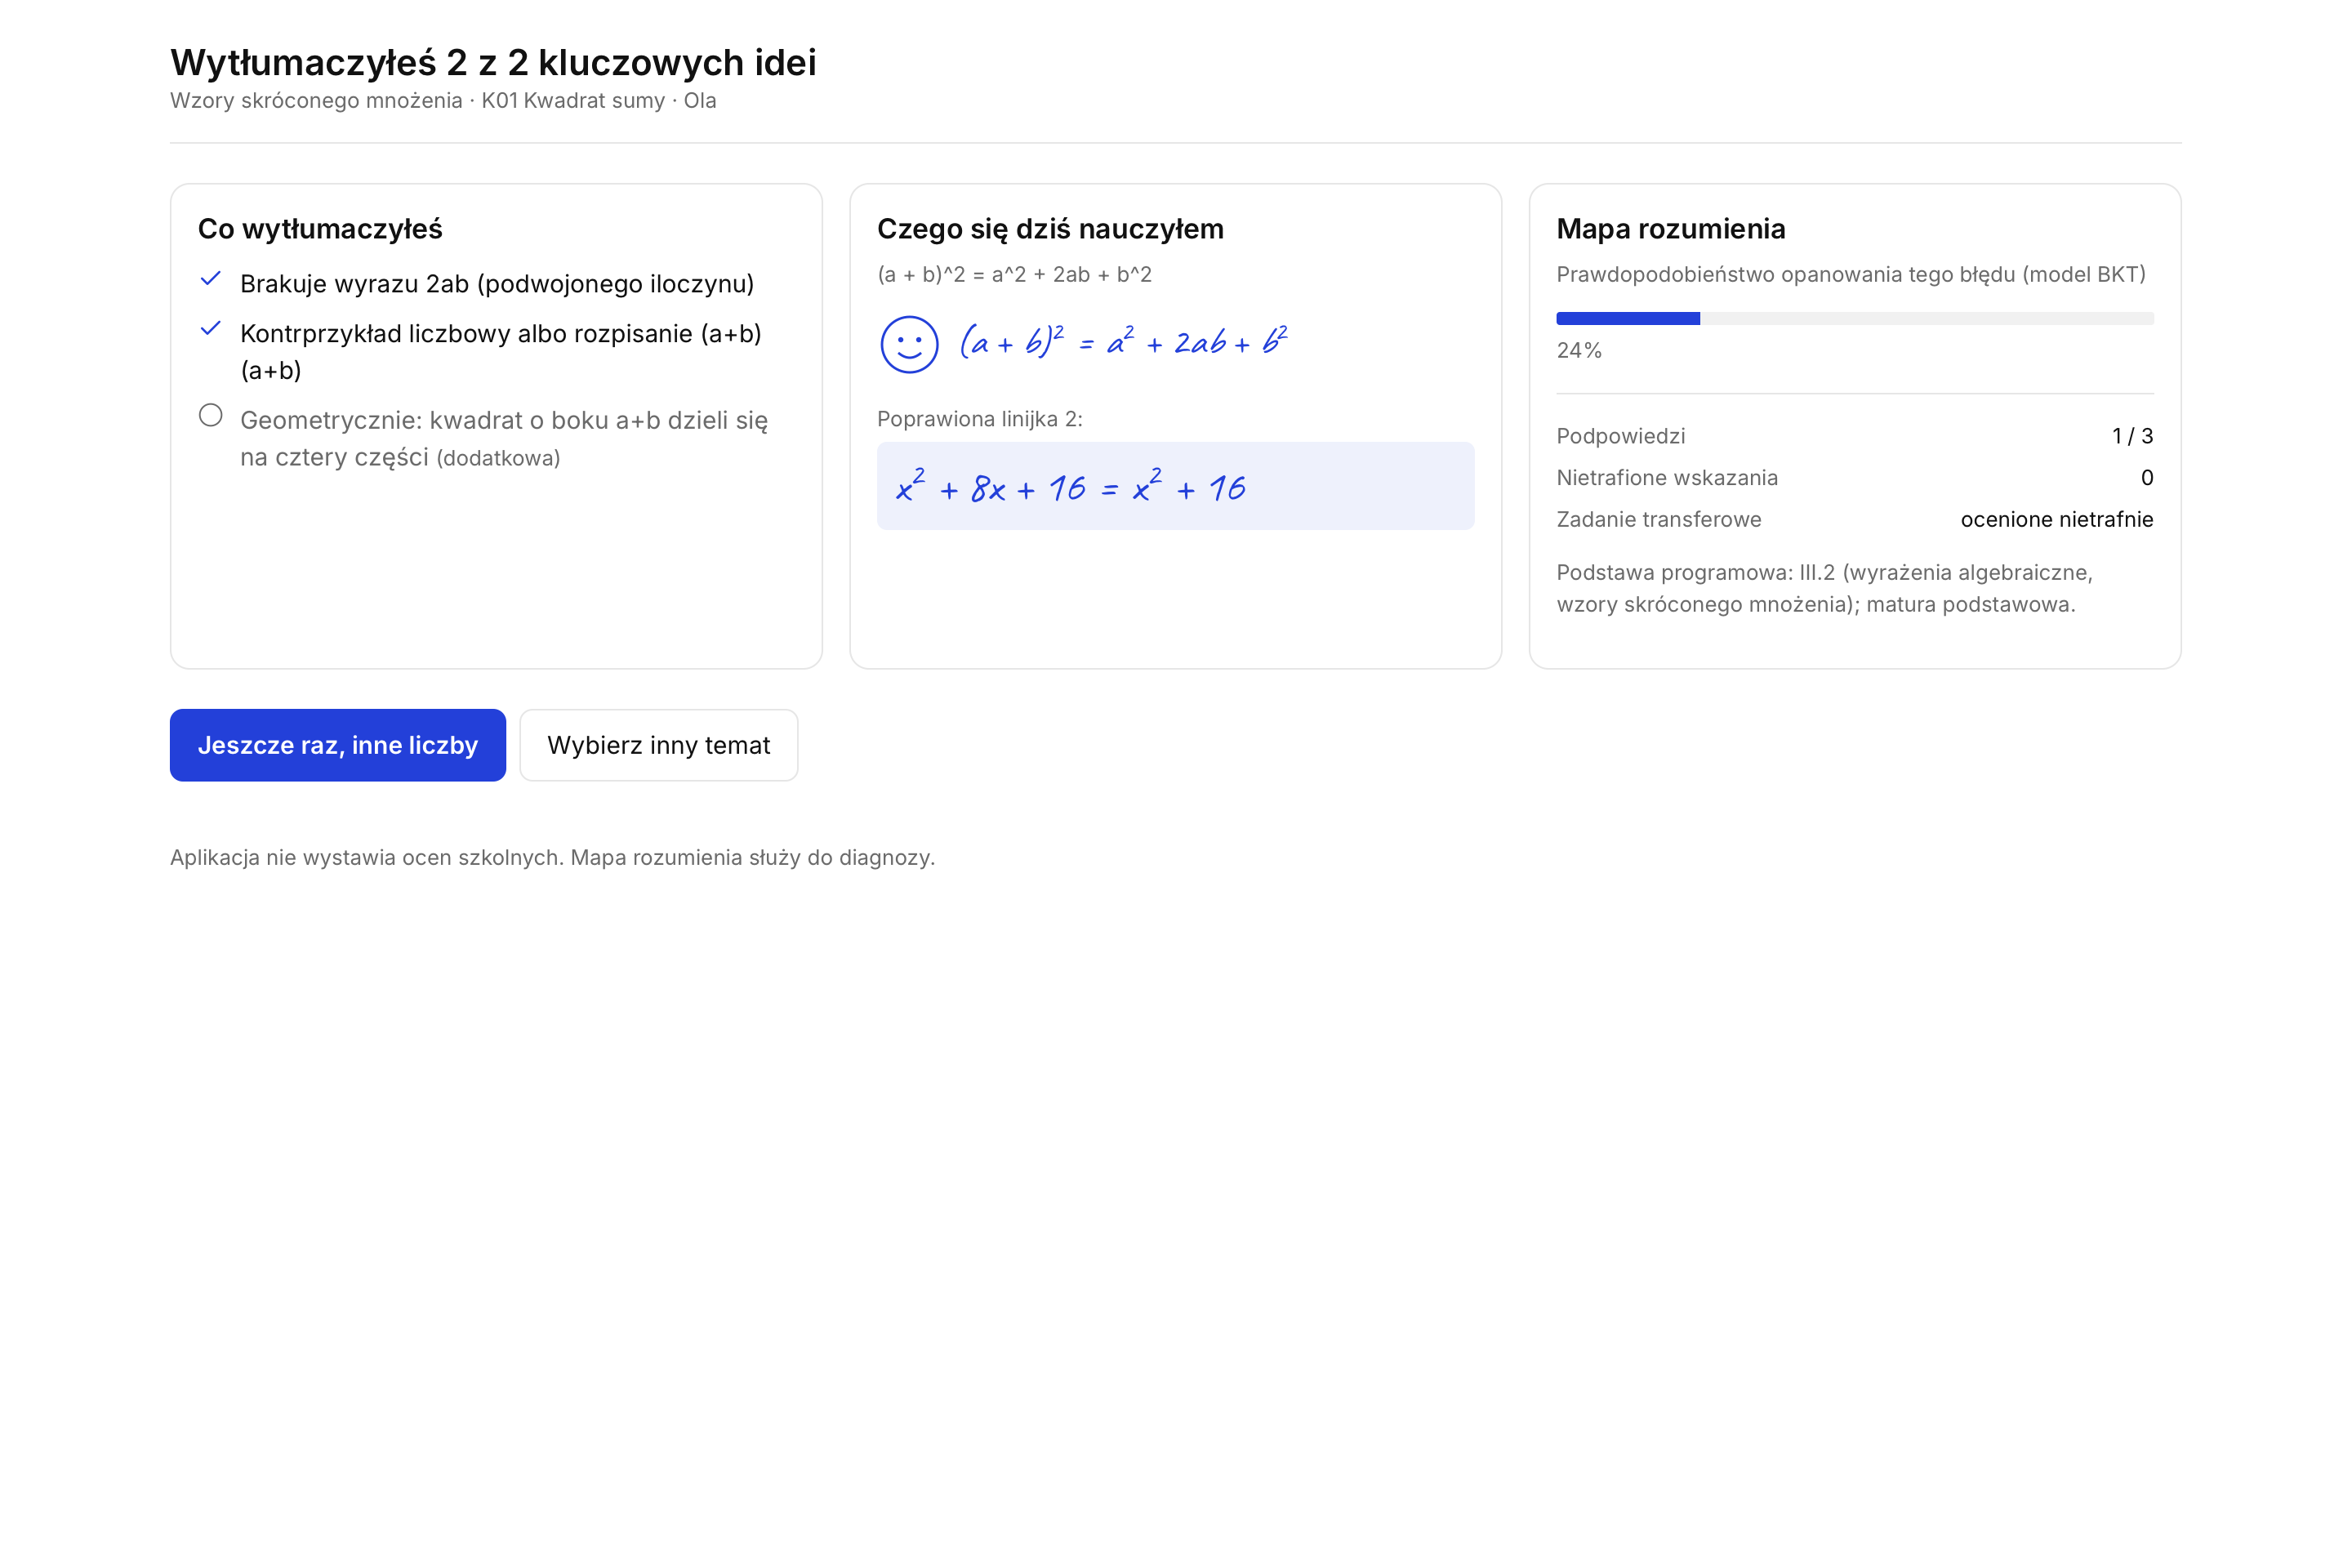 Wytłumaczyłeś 2 z 2 kluczowych idei
Wzory skróconego mnożenia · K01 Kwadrat sumy · Ola
Co wytłumaczyłeś
Brakuje wyrazu 2ab (podwojonego iloczynu)
Kontrprzykład liczbowy albo rozpisanie (a+b)
(a+b)
Geometrycznie: kwadrat o boku a+b dzieli się
na cztery części (dodatkowa)
Czego się dziś nauczyłem
(a + b)^2 = a^2 + 2ab + b^2
(a + b)² = a² + 2ab + b²
Poprawiona linijka 2:
x² + 8x + 16 = x² + 16
Mapa rozumienia
Prawdopodobieństwo opanowania tego błędu (model BKT)
24%
Podpowiedzi 1 / 3
Nietrafione wskazania 0
Zadanie transferowe ocenione nietrafnie
Podstawa programowa: III.2 (wyrażenia algebraiczne,
wzory skróconego mnożenia); matura podstawowa.
Jeszcze raz, inne liczby
Wybierz inny temat
Aplikacja nie wystawia ocen szkolnych. Mapa rozumienia służy do diagnozy.